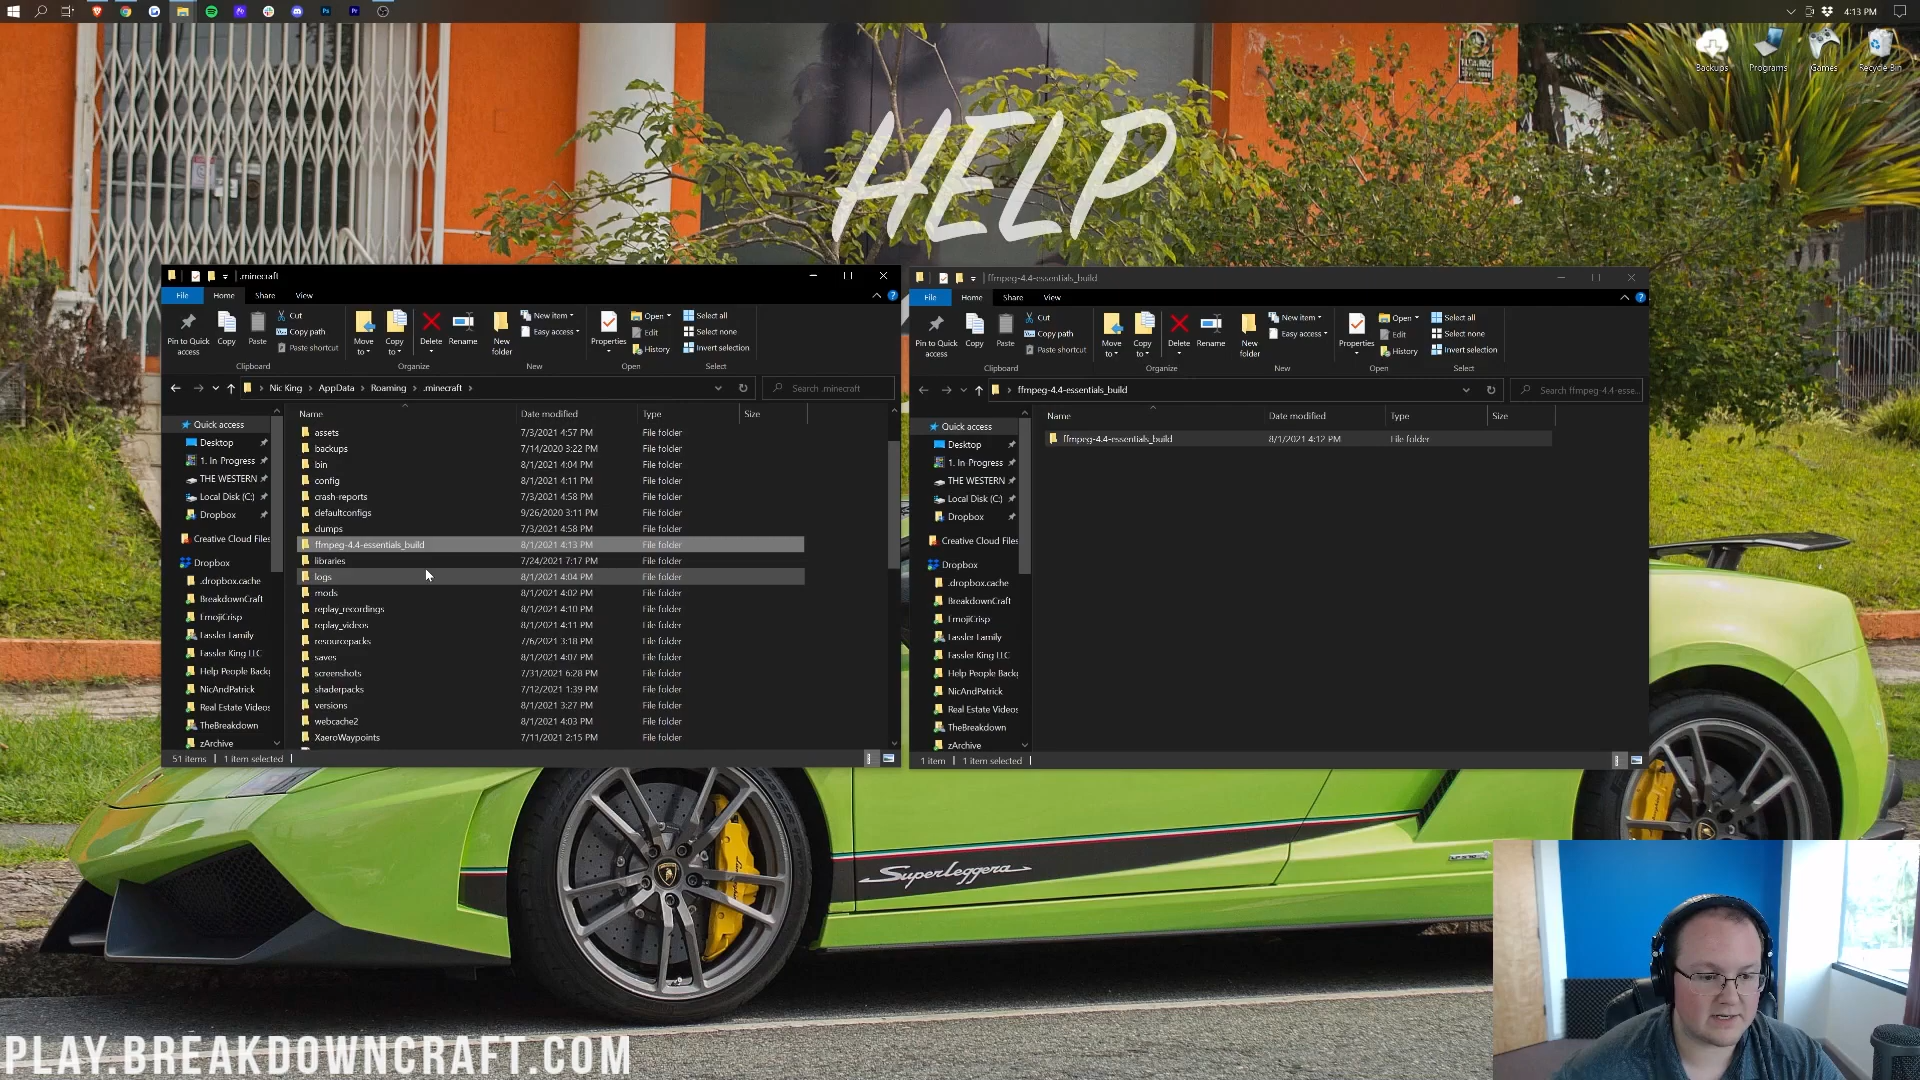 4:13 PM
Backups
Programs
Games
Recycle Bin
HELP
.minecraft
File
Home
Share
View
Pin to Quick access
Copy
Paste
Cut
Copy path
Paste shortcut
Clipboard
Move to
Copy to
Delete
Rename
Organize
New folder
New item
Easy access
New
Properties
Open
Edit
History
Open
Select all
Select none
Invert selection
Select
Nic King > AppData > Roaming > .minecraft >
Search .minecraft
Quick access
Desktop
1. In-Progress
THE WESTERN
Local Disk (C:)
Dropbox
Creative Cloud Files
Dropbox
.dropbox.cache
BreakdownCraft
EmojiCrisp
Fassler Family
Fassler King LLC
Help People Backg
NicAndPatrick
Real Estate Videos
TheBreakdown
zArchive
Name Date modified Type Size
assets 7/3/2021 4:57 PM File folder
backups 7/14/2020 3:22 PM File folder
bin 8/1/2021 4:04 PM File folder
config 8/1/2021 4:11 PM File folder
crash-reports 7/3/2021 4:58 PM File folder
defaultconfigs 9/26/2020 3:11 PM File folder
dumps 7/3/2021 4:58 PM File folder
ffmpeg-4.4-essentials_build 8/1/2021 4:13 PM File folder
libraries 7/24/2021 7:17 PM File folder
logs 8/1/2021 4:04 PM File folder
mods 8/1/2021 4:02 PM File folder
replay_recordings 8/1/2021 4:10 PM File folder
replay_videos 8/1/2021 4:11 PM File folder
resourcepacks 7/6/2021 3:18 PM File folder
saves 8/1/2021 4:07 PM File folder
screenshots 7/31/2021 6:28 PM File folder
shaderpacks 7/12/2021 1:39 PM File folder
versions 8/1/2021 3:27 PM File folder
webcache2 8/1/2021 4:03 PM File folder
XaeroWaypoints 7/11/2021 2:15 PM File folder
51 items
1 item selected
ffmpeg-4.4-essentials_build
File
Home
Share
View
Pin to Quick access
Copy
Paste
Cut
Copy path
Paste shortcut
Clipboard
Move to
Copy to
Delete
Rename
Organize
New folder
New item
Easy access
New
Properties
Open
Edit
History
Open
Select all
Select none
Invert selection
Select
> ffmpeg-4.4-essentials_build
Search ffmpeg-4.4-esse...
Quick access
Desktop
1. In-Progress
THE WESTERN
Local Disk (C:)
Dropbox
Creative Cloud Files
Dropbox
.dropbox.cache
BreakdownCraft
EmojiCrisp
Fassler Family
Fassler King LLC
Help People Backg
NicAndPatrick
Real Estate Videos
TheBreakdown
zArchive
Name Date modified Type Size
ffmpeg-4.4-essentials_build 8/1/2021 4:12 PM File folder
1 item
1 item selected
Superleggera
PLAY.BREAKDOWNCRAFT.COM